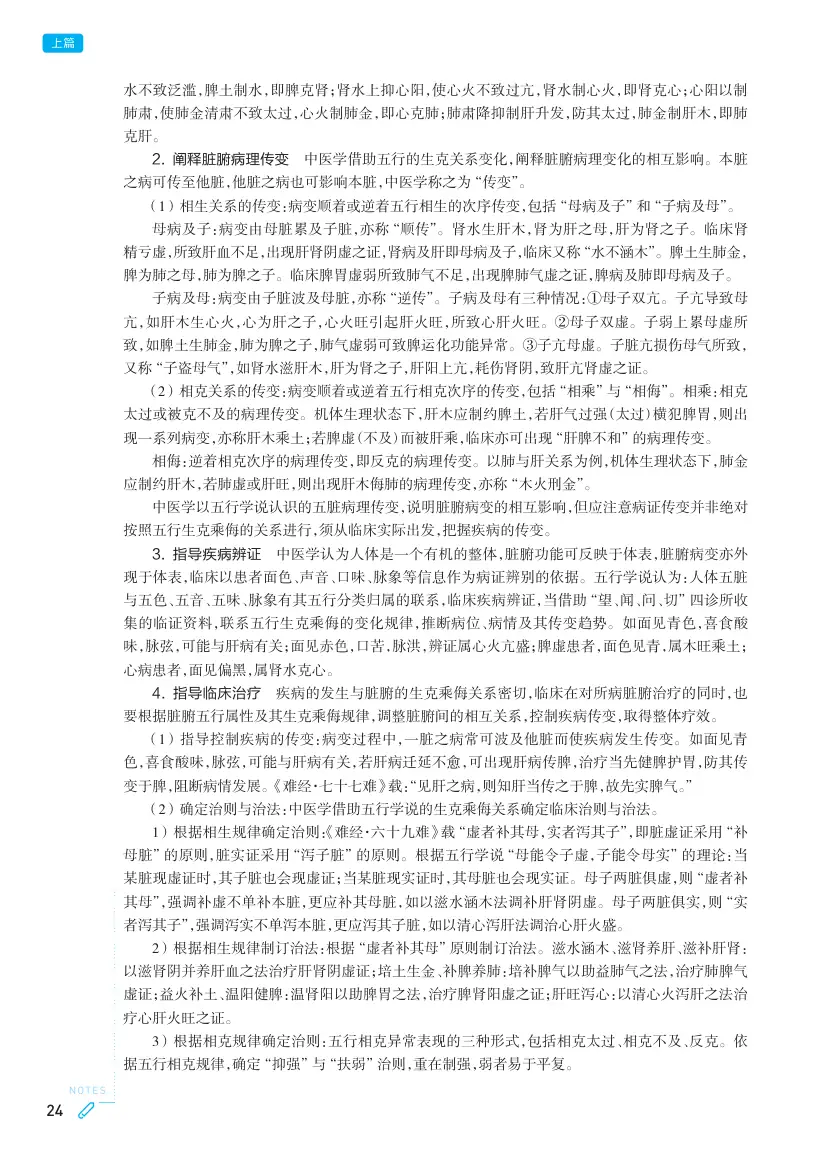 上篇
水不致泛滥,脾土制水,即脾克肾;肾水上抑心阳,使心火不致过亢,肾水制心火,即肾克心;心阳以制
肺肃,使肺金清肃不致太过,心火制肺金,即心克肺;肺肃降抑制肝升发,防其太过,肺金制肝木,即肺
克肝。
2. 阐释脏腑病理传变 中医学借助五行的生克关系变化,阐释脏腑病理变化的相互影响。本脏
之病可传至他脏,他脏之病也可影响本脏,中医学称之为“传变”。
(1)相生关系的传变:病变顺着或逆着五行相生的次序传变,包括“母病及子”和“子病及母”。
母病及子:病变由母脏累及子脏,亦称“顺传”。肾水生肝木,肾为肝之母,肝为肾之子。临床肾
精亏虚,所致肝血不足,出现肝肾阴虚之证,肾病及肝即母病及子,临床又称“水不涵木”。脾土生肺金,
脾为肺之母,肺为脾之子。临床脾胃虚弱所致肺气不足,出现脾肺气虚之证,脾病及肺即母病及子。
子病及母:病变由子脏波及母脏,亦称“逆传”。子病及母有三种情况:①母子双亢。子亢导致母
亢,如肝木生心火,心为肝之子,心火旺引起肝火旺,所致心肝火旺。②母子双虚。子弱上累母虚所
致,如脾土生肺金,肺为脾之子,肺气虚弱可致脾运化功能异常。③子亢母虚。子脏亢损伤母气所致,
又称“子盗母气”,如肾水滋肝木,肝为肾之子,肝阳上亢,耗伤肾阴,致肝亢肾虚之证。
(2)相克关系的传变:病变顺着或逆着五行相克次序的传变,包括“相乘”与“相侮”。相乘:相克
太过或被克不及的病理传变。机体生理状态下,肝木应制约脾土,若肝气过强(太过)横犯脾胃,则出
现一系列病变,亦称肝木乘土;若脾虚(不及)而被肝乘,临床亦可出现“肝脾不和”的病理传变。
相侮:逆着相克次序的病理传变,即反克的病理传变。以肺与肝关系为例,机体生理状态下,肺金
应制约肝木,若肺虚或肝旺,则出现肝木侮肺的病理传变,亦称“木火刑金”。
中医学以五行学说认识的五脏病理传变,说明脏腑病变的相互影响,但应注意病证传变并非绝对
按照五行生克乘侮的关系进行,须从临床实际出发,把握疾病的传变。
3. 指导疾病辨证 中医学认为人体是一个有机的整体,脏腑功能可反映于体表,脏腑病变亦外
现于体表,临床以患者面色、声音、口味、脉象等信息作为病证辨别的依据。五行学说认为:人体五脏
与五色、五音、五味、脉象有其五行分类归属的联系,临床疾病辨证,当借助“望、闻、问、切”四诊所收
集的临证资料,联系五行生克乘侮的变化规律,推断病位、病情及其传变趋势。如面见青色,喜食酸
味,脉弦,可能与肝病有关;面见赤色,口苦,脉洪,辨证属心火亢盛;脾虚患者,面色见青,属木旺乘土;
心病患者,面见偏黑,属肾水克心。
4. 指导临床治疗 疾病的发生与脏腑的生克乘侮关系密切,临床在对所病脏腑治疗的同时,也
要根据脏腑五行属性及其生克乘侮规律,调整脏腑间的相互关系,控制疾病传变,取得整体疗效。
(1)指导控制疾病的传变:病变过程中,一脏之病常可波及他脏而使疾病发生传变。如面见青
色,喜食酸味,脉弦,可能与肝病有关,若肝病迁延不愈,可出现肝病传脾,治疗当先健脾护胃,防其传
变于脾,阻断病情发展。《难经·七十七难》载:“见肝之病,则知肝当传之于脾,故先实脾气。”
(2)确定治则与治法:中医学借助五行学说的生克乘侮关系确定临床治则与治法。
1)根据相生规律确定治则:《难经·六十九难》载“虚者补其母,实者泻其子”,即脏虚证采用“补
母脏”的原则,脏实证采用“泻子脏”的原则。根据五行学说“母能令子虚,子能令母实”的理论:当
某脏现虚证时,其子脏也会现虚证;当某脏现实证时,其母脏也会现实证。母子两脏俱虚,则“虚者补
其母”,强调补虚不单补本脏,更应补其母脏,如以滋水涵木法调补肝肾阴虚。母子两脏俱实,则“实
者泻其子”,强调泻实不单泻本脏,更应泻其子脏,如以清心泻肝法调治心肝火盛。
2)根据相生规律制订治法:根据“虚者补其母”原则制订治法。滋水涵木、滋肾养肝、滋补肝肾:
以滋肾阴并养肝血之法治疗肝肾阴虚证;培土生金、补脾养肺:培补脾气以助益肺气之法,治疗肺脾气
虚证;益火补土、温阳健脾:温肾阳以助脾胃之法,治疗脾肾阳虚之证;肝旺泻心:以清心火泻肝之法治
疗心肝火旺之证。
3)根据相克规律确定治则:五行相克异常表现的三种形式,包括相克太过、相克不及、反克。依
据五行相克规律,确定“抑强”与“扶弱”治则,重在制强,弱者易于平复。
NOTES
24